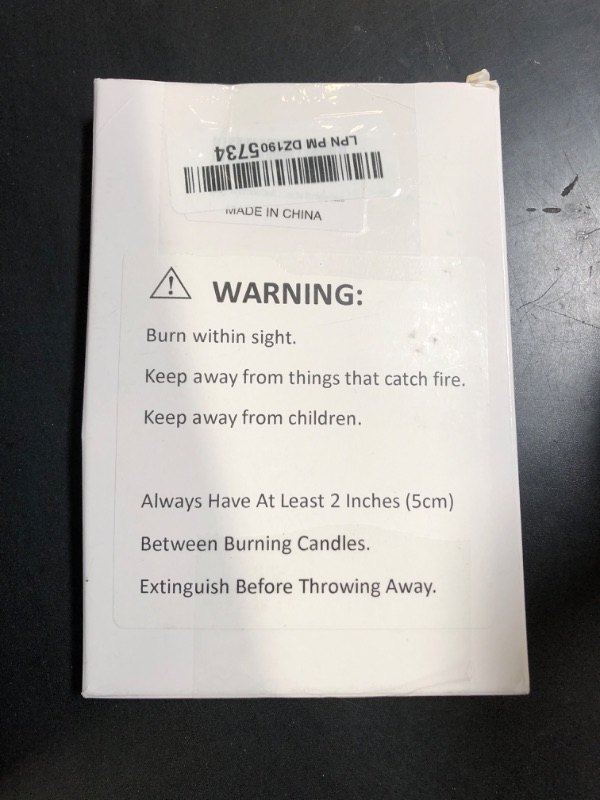 LPN PM DZ1905734
MADE IN CHINA
WARNING:
Burn within sight.
Keep away from things that catch fire.
Keep away from children.
Always Have At Least 2 Inches (5cm)
Between Burning Candles.
Extinguish Before Throwing Away.